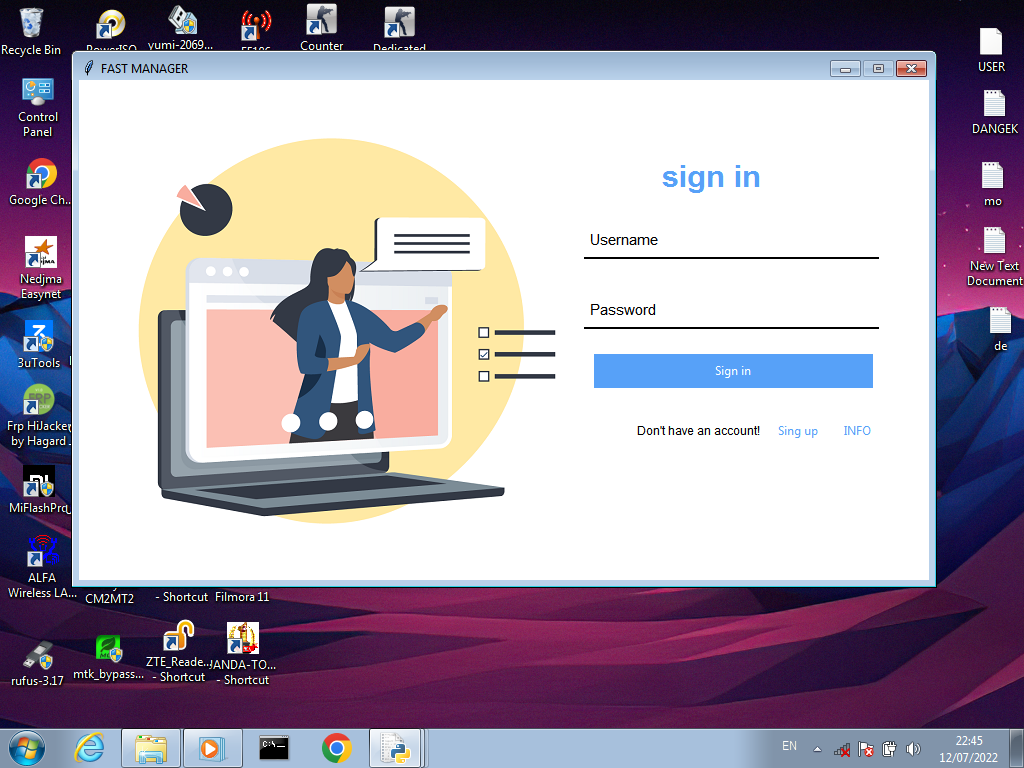 Recycle Bin
PowerISO
yumi-2069...
Counter
Dedicated
USER
FAST MANAGER
Control
Panel
DANGEK
Google Ch...
mo
sign in
Username
Nedjma
Easynet
New Text
Document
Password
3uTools
de
Sign in
Frp HiJacker
by Hagard ...
Don't have an account!
Sing up
INFO
MiFlashPro
ALFA
Wireless LA...
CM2MT2
- Shortcut
Filmora 11
rufus-3.17
mtk_bypass...
ZTE_Reade...
- Shortcut
JANDA-TO...
- Shortcut
EN
22:45
12/07/2022